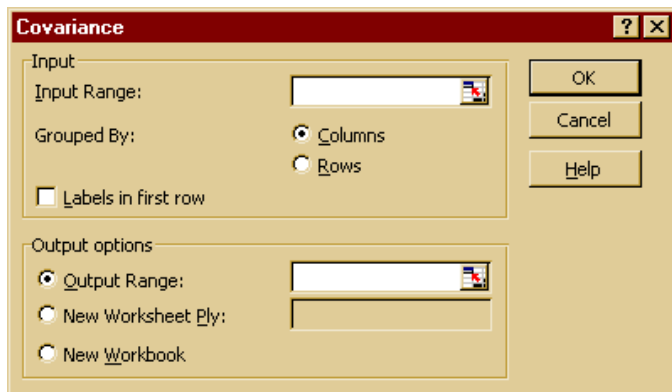 Covariance
Input
Input Range:
Grouped By:
Columns
Rows
Labels in first row
Output options
Output Range:
New Worksheet Ply:
New Workbook
OK
Cancel
Help